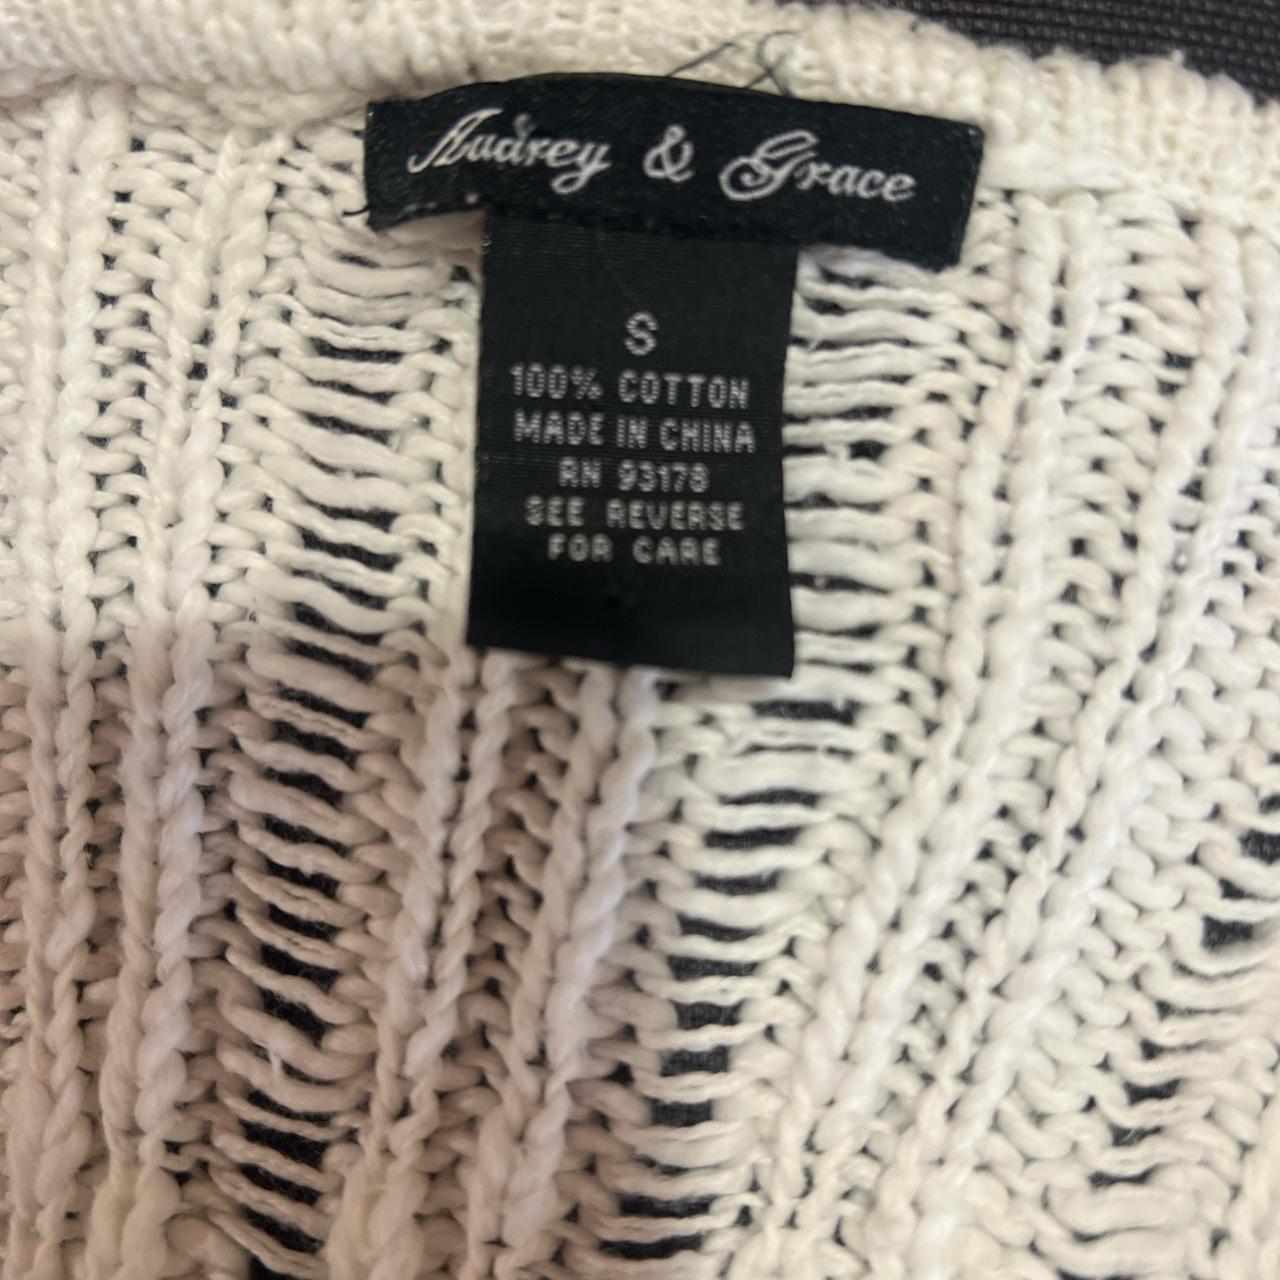 Audrey & Grace
S
100% COTTON
MADE IN CHINA
RN 93178
SEE REVERSE
FOR CARE